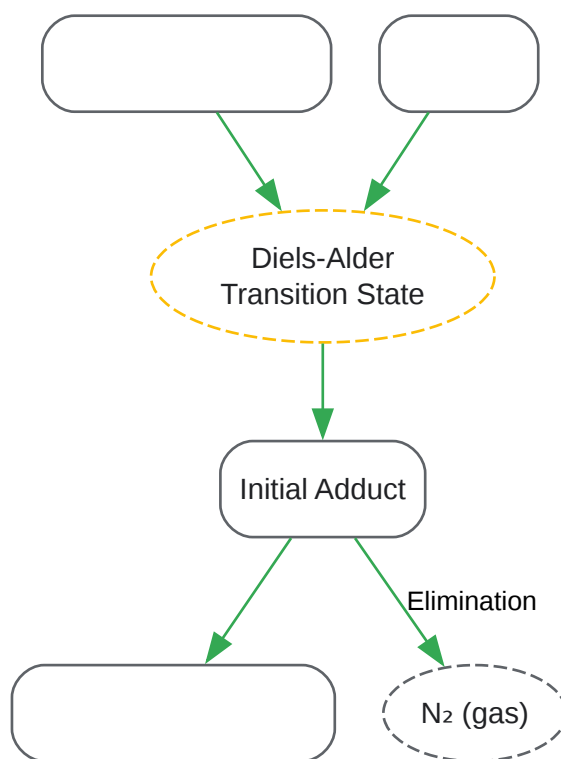 Diels-Alder
Transition State
Initial Adduct
Elimination
N₂ (gas)